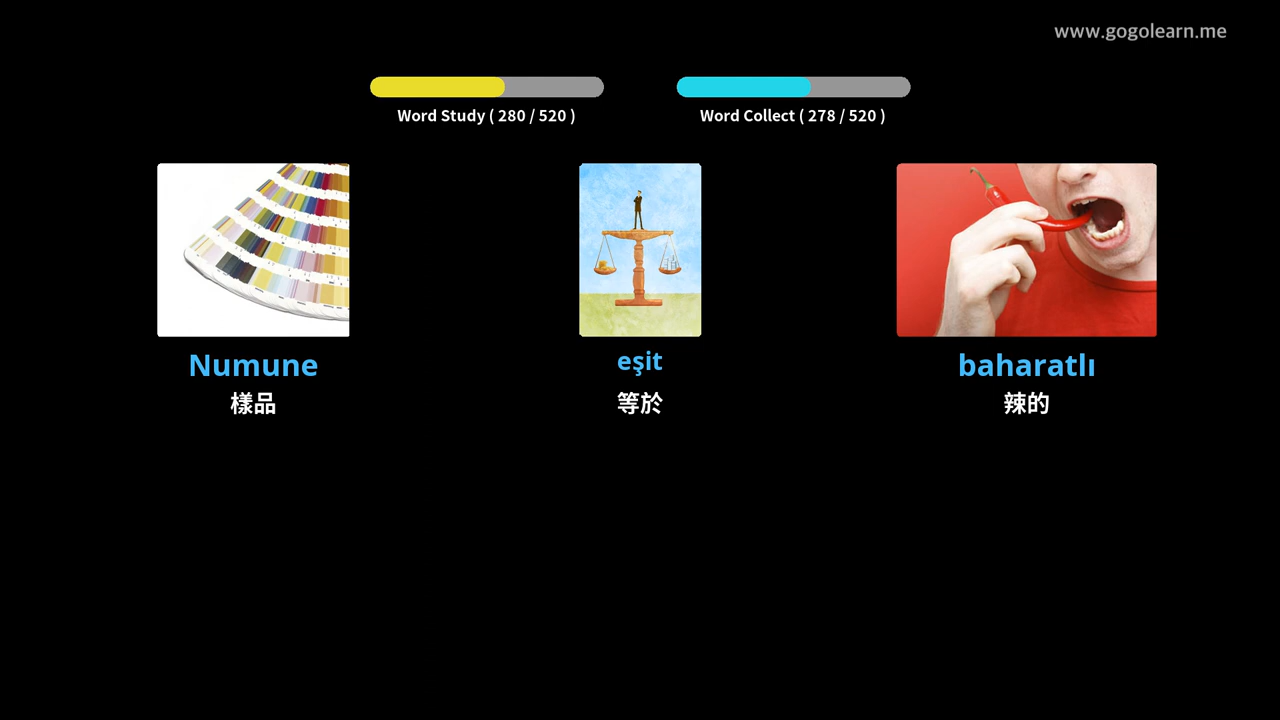 www.gogolearn.me
Word Study ( 280 / 520 )
Word Collect ( 278 / 520 )
Numune
樣品
eşit
等於
baharatlı
辣的